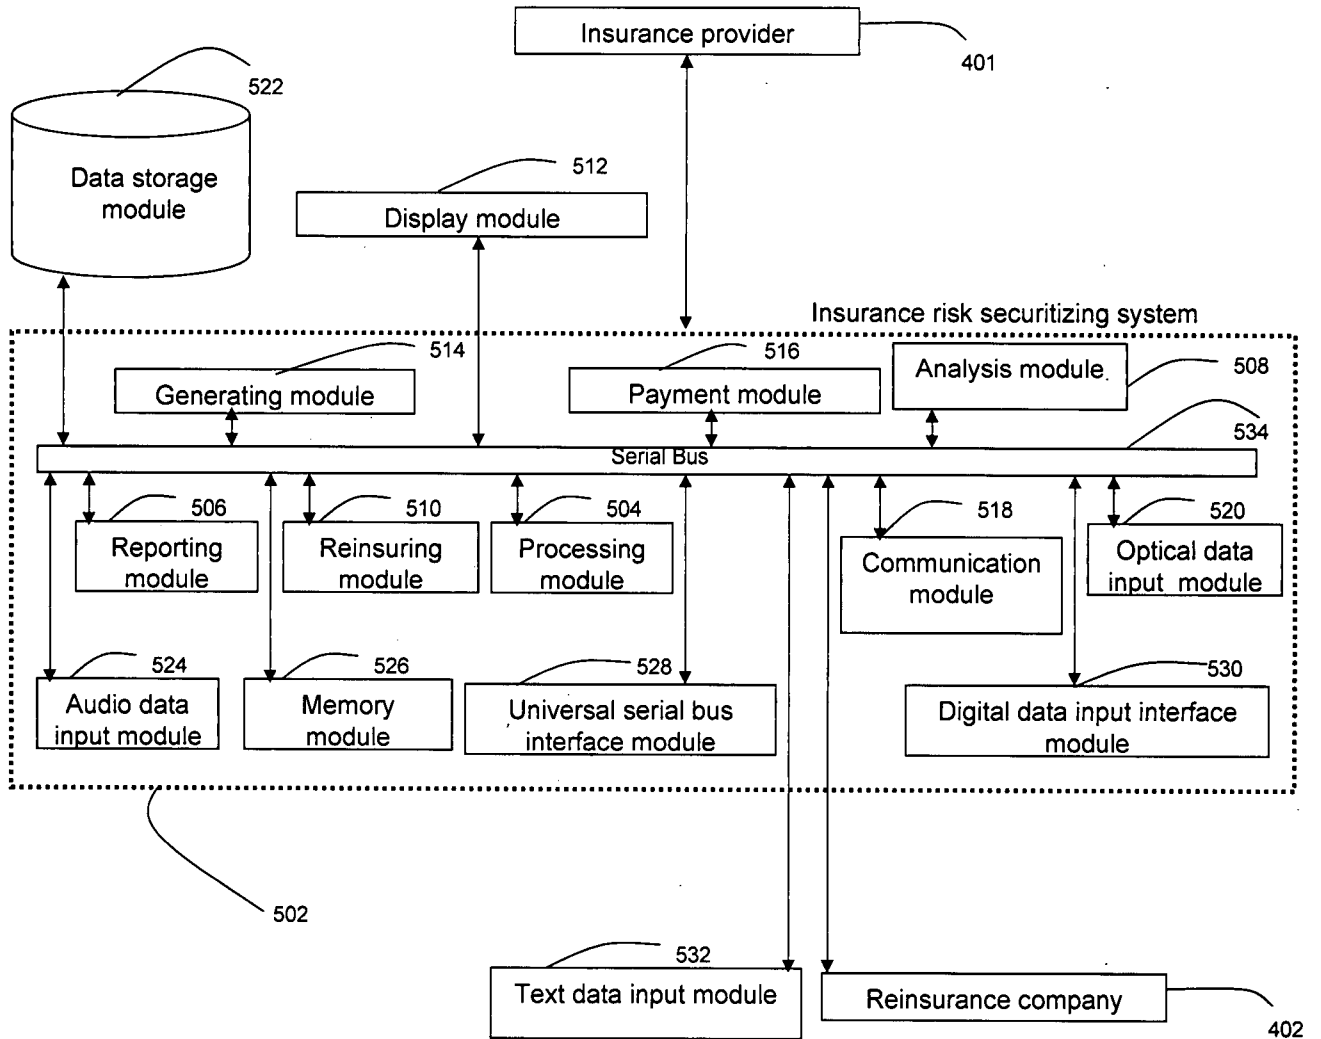 Insurance provider
401
522
Data storage
module
512
Display module
Insurance risk securitizing system
514
Generating module
516
Payment module
Analysis module
508
534
Serial Bus
506
Reporting
module
510
Reinsuring
module
504
Processing
module
518
Communication
module
520
Optical data
input module
524
Audio data
input module
526
Memory
module
528
Universal serial bus
interface module
530
Digital data input interface
module
502
532
Text data input module
Reinsurance company
402